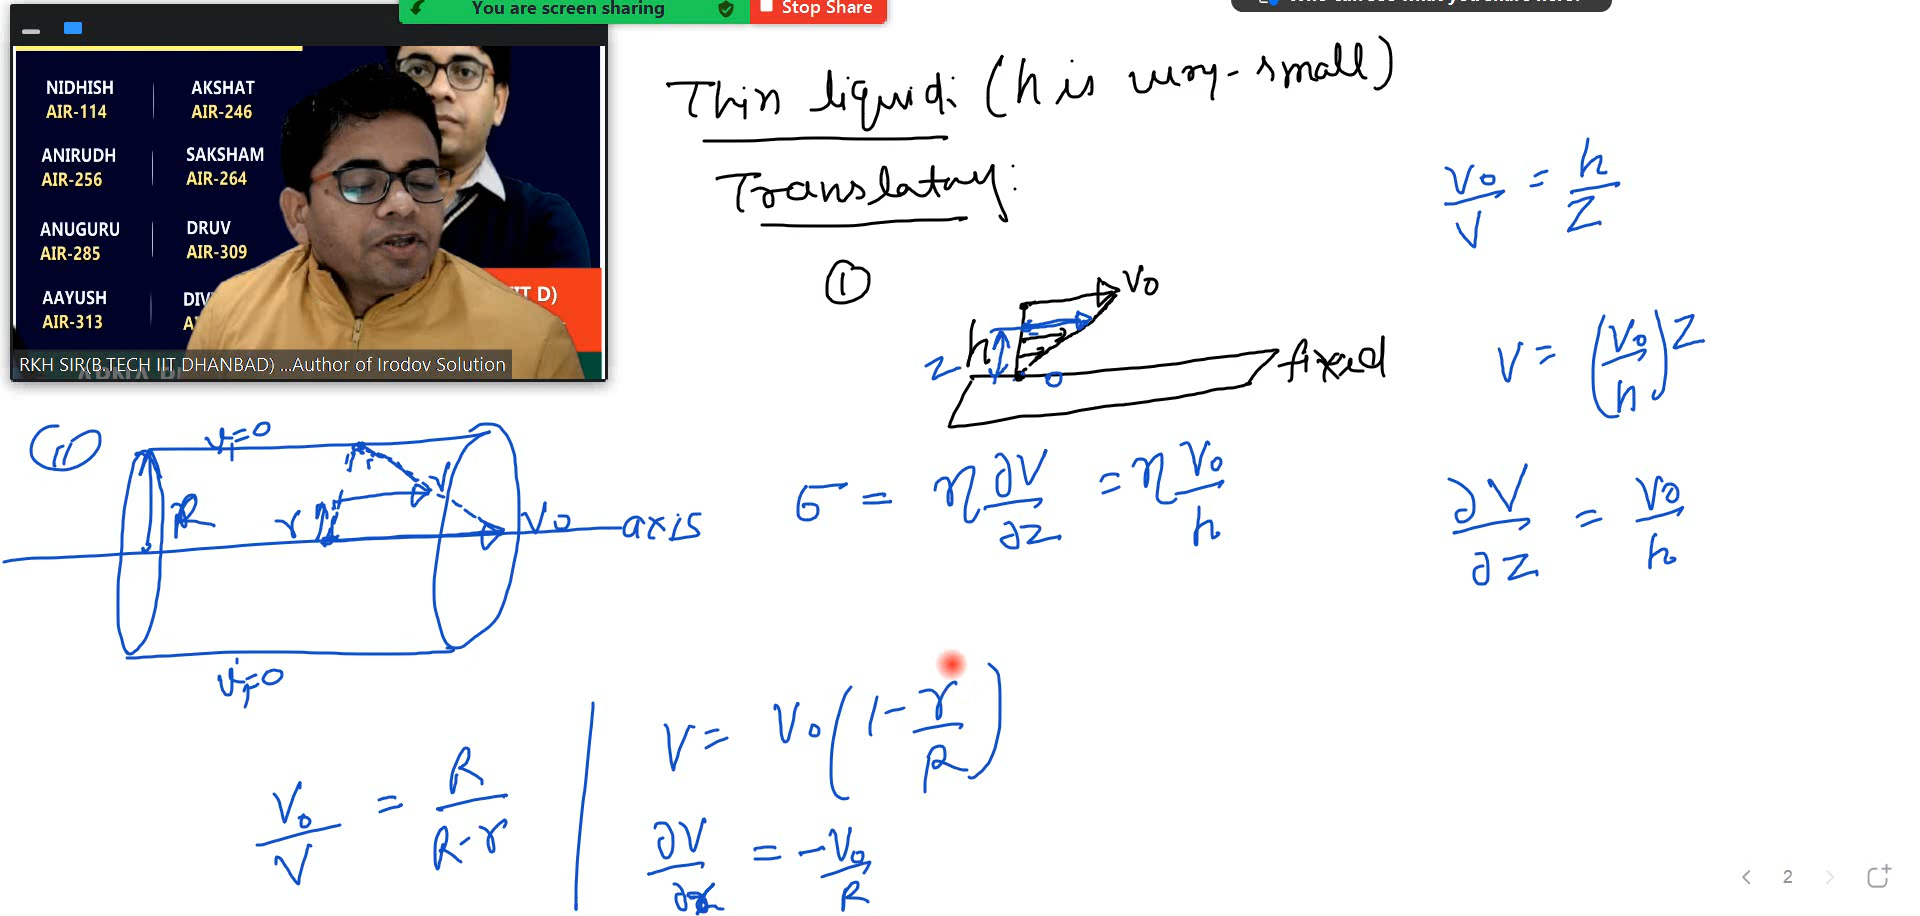 You are screen sharing
Stop Share
NIDHISH
AIR-114
AKSHAT
AIR-246
ANIRUDH
AIR-256
SAKSHAM
AIR-264
ANUGURU
AIR-285
DRUV
AIR-309
AAYUSH
AIR-313
DIV
IT D)
RKH SIR(B.TECH IIT DHANBAD) ...Author of Irodov Solution
Thin liquid: (h is very-small)
Translatory:
①
V0
h
z
0
fixed
V0/V = h/Z
V = (V0/h) Z
σ = η ∂V/∂z = η V0/h
∂V/∂Z = V0/h
(ii)
R
r
V
V0
axis
V0/V = R/R-r
V = V0(1 - r/R)
∂V/∂r = -V0/R
2